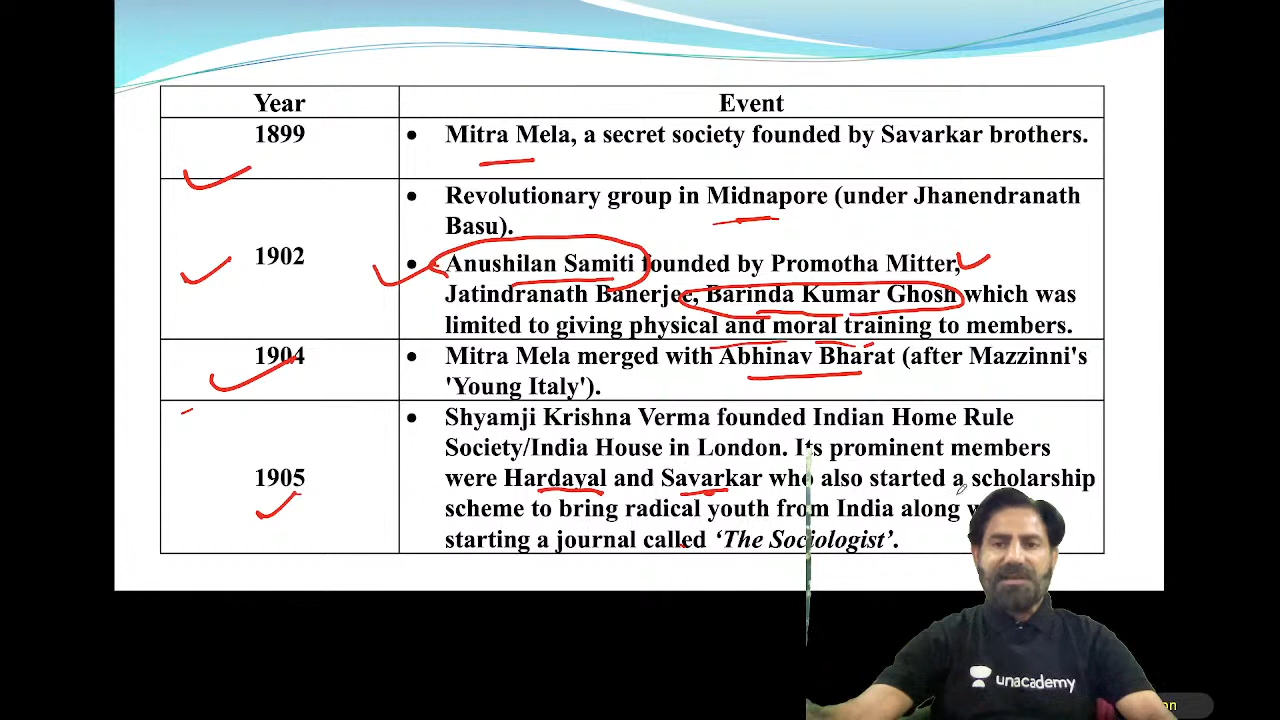 Year Event
1899 • Mitra Mela, a secret society founded by Savarkar brothers.
• Revolutionary group in Midnapore (under Jhanendranath
Basu).
1902 • Anushilan Samiti founded by Promotha Mitter,
Jatindranath Banerjee, Barinda Kumar Ghosh which was
limited to giving physical and moral training to members.
1904 • Mitra Mela merged with Abhinav Bharat (after Mazzinni's
'Young Italy').
• Shyamji Krishna Verma founded Indian Home Rule
Society/India House in London. Its prominent members
1905 were Hardayal and Savarkar who also started a scholarship
scheme to bring radical youth from India along
starting a journal called ‘The Sociologist’.
unacademy